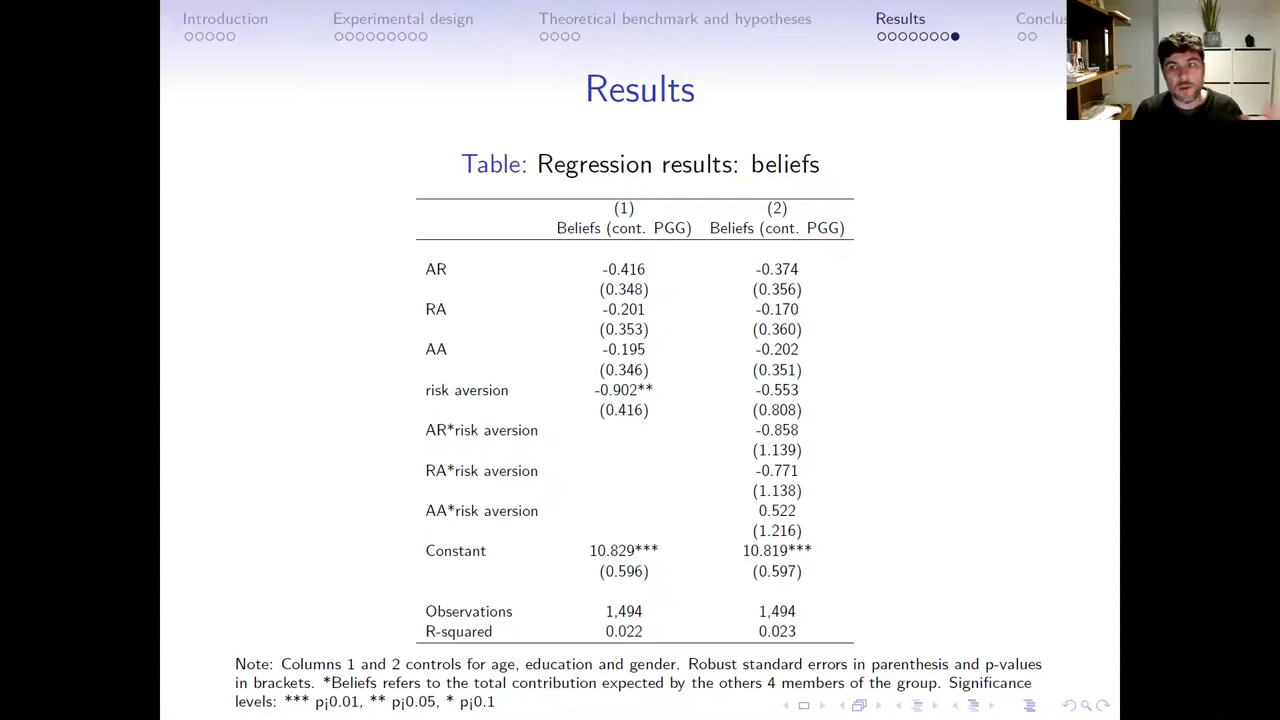 Introduction Experimental design Theoretical benchmark and hypotheses Results Conclus
Results
Table: Regression results: beliefs
(1) (2)
Beliefs (cont. PGG) Beliefs (cont. PGG)
AR -0.416 -0.374
(0.348) (0.356)
RA -0.201 -0.170
(0.353) (0.360)
AA -0.195 -0.202
(0.346) (0.351)
risk aversion -0.902** -0.553
(0.416) (0.808)
AR*risk aversion -0.858
(1.139)
RA*risk aversion -0.771
(1.138)
AA*risk aversion 0.522
(1.216)
Constant 10.829*** 10.819***
(0.596) (0.597)
Observations 1,494 1,494
R-squared 0.022 0.023
Note: Columns 1 and 2 controls for age, education and gender. Robust standard errors in parenthesis and p-values
in brackets. *Beliefs refers to the total contribution expected by the others 4 members of the group. Significance
levels: *** p¡0.01, ** p¡0.05, * p¡0.1